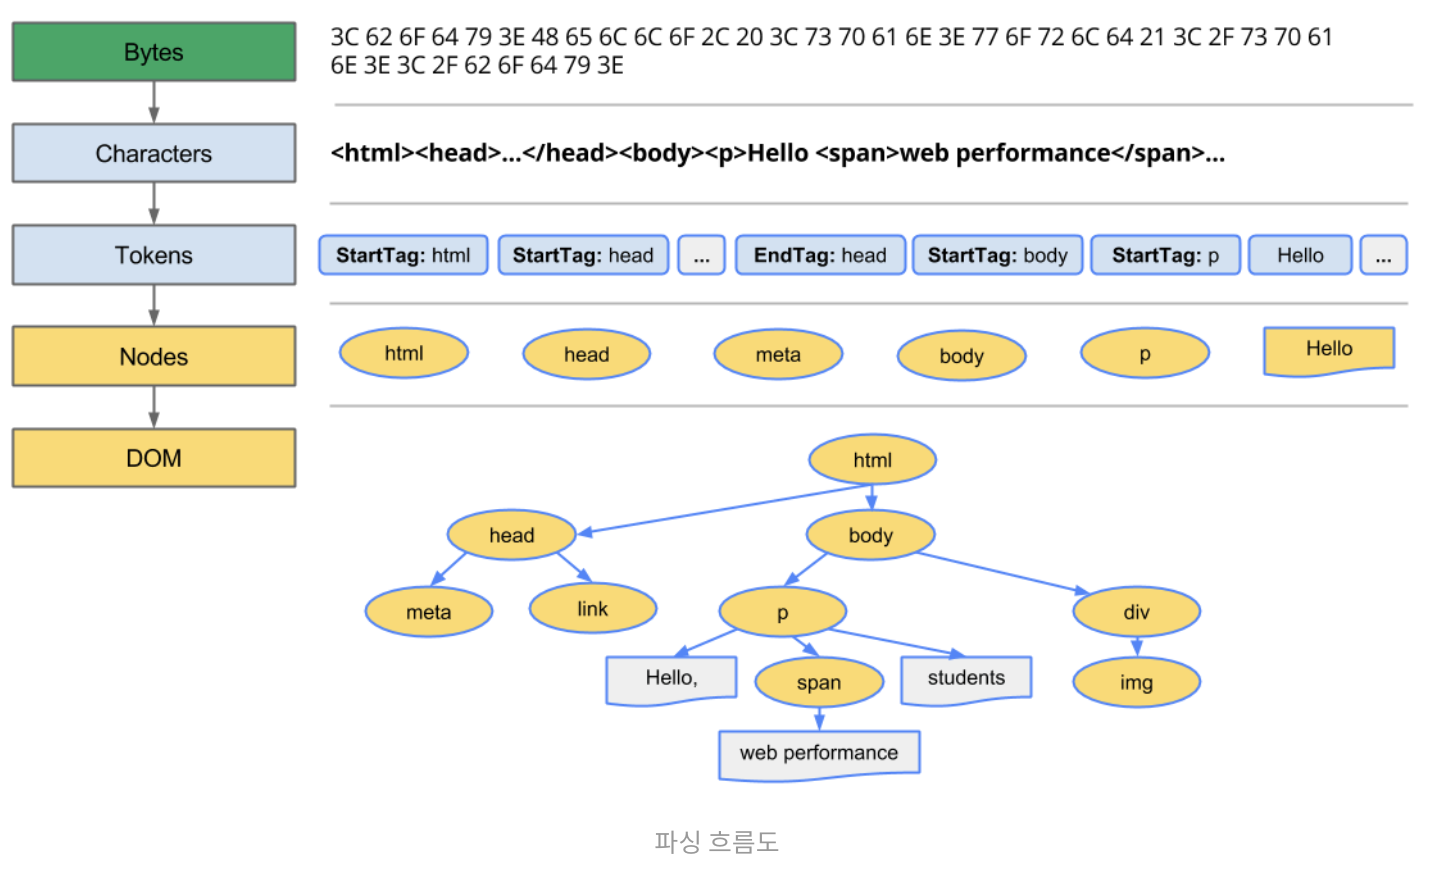 Bytes
3C 62 6F 64 79 3E 48 65 6C 6C 6F 2C 20 3C 73 70 61 6E 3E 77 6F 72 6C 64 21 3C 2F 73 70 61
6E 3E 3C 2F 62 6F 64 79 3E
Characters
<html><head>...</head><body><p>Hello <span>web performance</span>...
Tokens
StartTag: html
StartTag: head
...
EndTag: head
StartTag: body
StartTag: p
Hello
...
Nodes
html
head
meta
body
p
Hello
DOM
html
head
body
meta
link
p
div
Hello,
span
students
img
web performance
파싱 흐름도